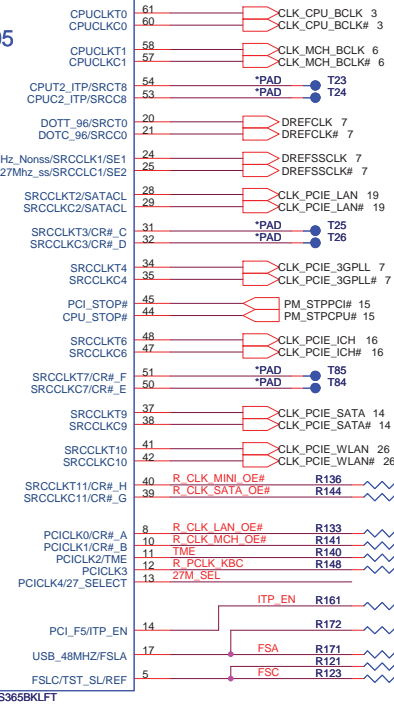 05
CPUCLKT0 61 CLK_CPU_BCLK 3
CPUCLKC0 60 CLK_CPU_BCLK# 3
CPUCLKT1 58 CLK_MCH_BCLK 6
CPUCLKC1 57 CLK_MCH_BCLK# 6
CPUT2_ITP/SRCT8 54 *PAD T23
CPUC2_ITP/SRCC8 53 *PAD T24
DOTT_96/SRCT0 20 DREFCLK 7
DOTC_96/SRCC0 21 DREFCLK# 7
Hz_Nonss/SRCCLK1/SE1 24 DREFSSCLK 7
27Mhz_ss/SRCCLC1/SE2 25 DREFSSCLK# 7
SRCCLKT2/SATACL 28 CLK_PCIE_LAN 19
SRCCLKC2/SATACL 29 CLK_PCIE_LAN# 19
SRCCLKT3/CR#_C 31 *PAD T25
SRCCLKC3/CR#_D 32 *PAD T26
SRCCLKT4 34 CLK_PCIE_3GPLL 7
SRCCLKC4 35 CLK_PCIE_3GPLL# 7
PCI_STOP# 45 PM_STPPCI# 15
CPU_STOP# 44 PM_STPCPU# 15
SRCCLKT6 48 CLK_PCIE_ICH 16
SRCCLKC6 47 CLK_PCIE_ICH# 16
SRCCLKT7/CR#_F 51 *PAD T85
SRCCLKC7/CR#_E 50 *PAD T84
SRCCLKT9 37 CLK_PCIE_SATA 14
SRCCLKC9 38 CLK_PCIE_SATA# 14
SRCCLKT10 41 CLK_PCIE_WLAN 26
SRCCLKC10 42 CLK_PCIE_WLAN# 26
SRCCLKT11/CR#_H 40 R_CLK_MINI_OE# R136
SRCCLKC11/CR#_G 39 R_CLK_SATA_OE# R144
PCICLK0/CR#_A 8 R_CLK_LAN_OE# R133
PCICLK1/CR#_B 10 R_CLK_MCH_OE# R141
PCICLK2/TME 11 TME R140
PCICLK3 12 R_PCLK_KBC R148
PCICLK4/27_SELECT 13 27M_SEL
ITP_EN R161
PCI_F5/ITP_EN 14
R172
USB_48MHZ/FSLA 17 FSA R171
R121
FSLC/TST_SL/REF 5 FSC R123
S365BKLFT